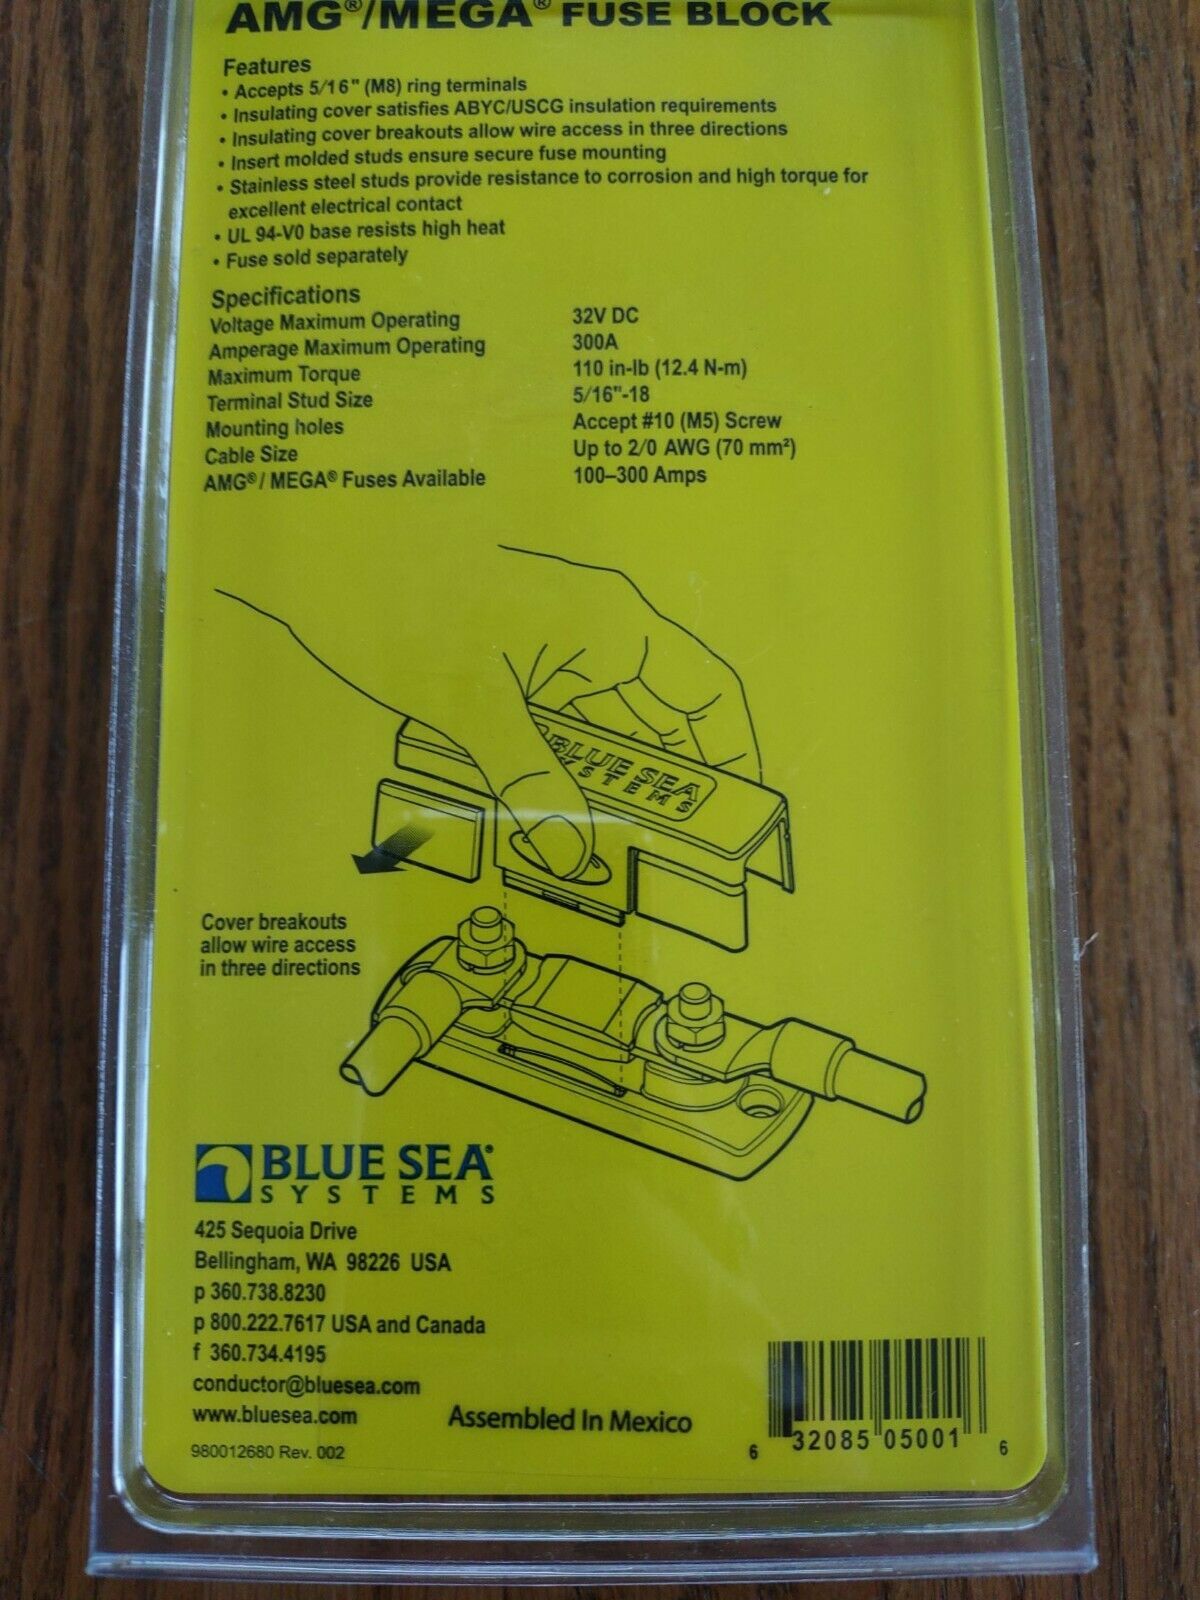 AMG®/MEGA® FUSE BLOCK
Features
• Accepts 5/16" (M8) ring terminals
• Insulating cover satisfies ABYC/USCG insulation requirements
• Insulating cover breakouts allow wire access in three directions
• Insert molded studs ensure secure fuse mounting
• Stainless steel studs provide resistance to corrosion and high torque for
excellent electrical contact
• UL 94-V0 base resists high heat
• Fuse sold separately
Specifications
Voltage Maximum Operating 32V DC
Amperage Maximum Operating 300A
Maximum Torque 110 in-lb (12.4 N-m)
Terminal Stud Size 5/16"-18
Mounting holes Accept #10 (M5) Screw
Cable Size Up to 2/0 AWG (70 mm²)
AMG®/ MEGA® Fuses Available 100–300 Amps
BLUE SEA
SYSTEMS
Cover breakouts
allow wire access
in three directions
BLUE SEA®
SYSTEMS
425 Sequoia Drive
Bellingham, WA 98226 USA
p 360.738.8230
p 800.222.7617 USA and Canada
f 360.734.4195
conductor@bluesea.com
www.bluesea.com
Assembled In Mexico
980012680 Rev. 002
6 32085 05001 6